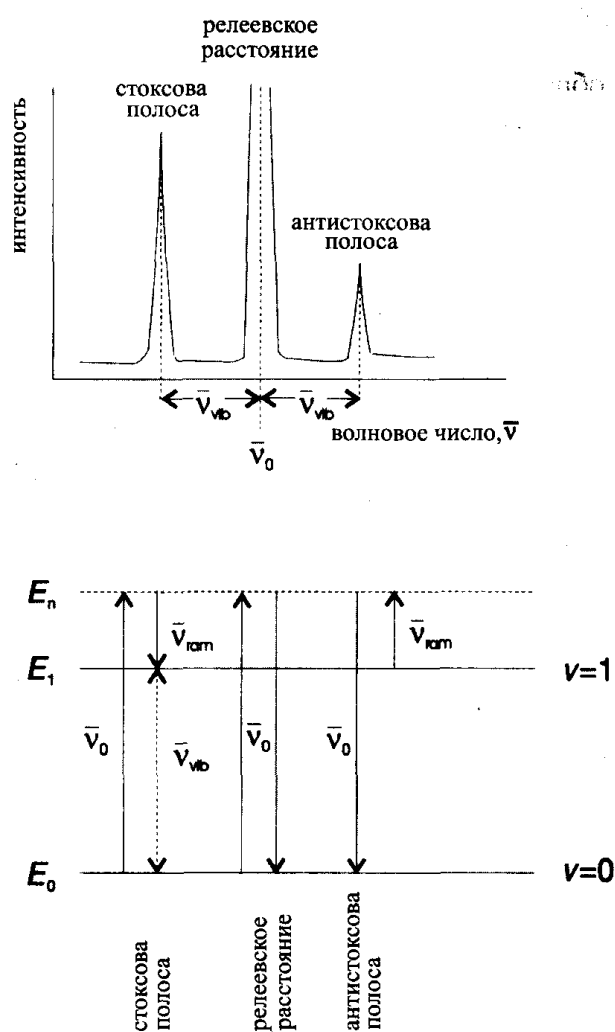 релеевское
расстояние
стоксова
полоса
интенсивность
антистоксова
полоса
ν̅vib
ν̅vib
волновое число, ν̅
ν̅0
En
ν̅ram
ν̅ram
E1
v=1
ν̅0
ν̅vib
ν̅0
ν̅0
E0
v=0
стоксова
полоса
релеевское
расстояние
антистоксова
полоса